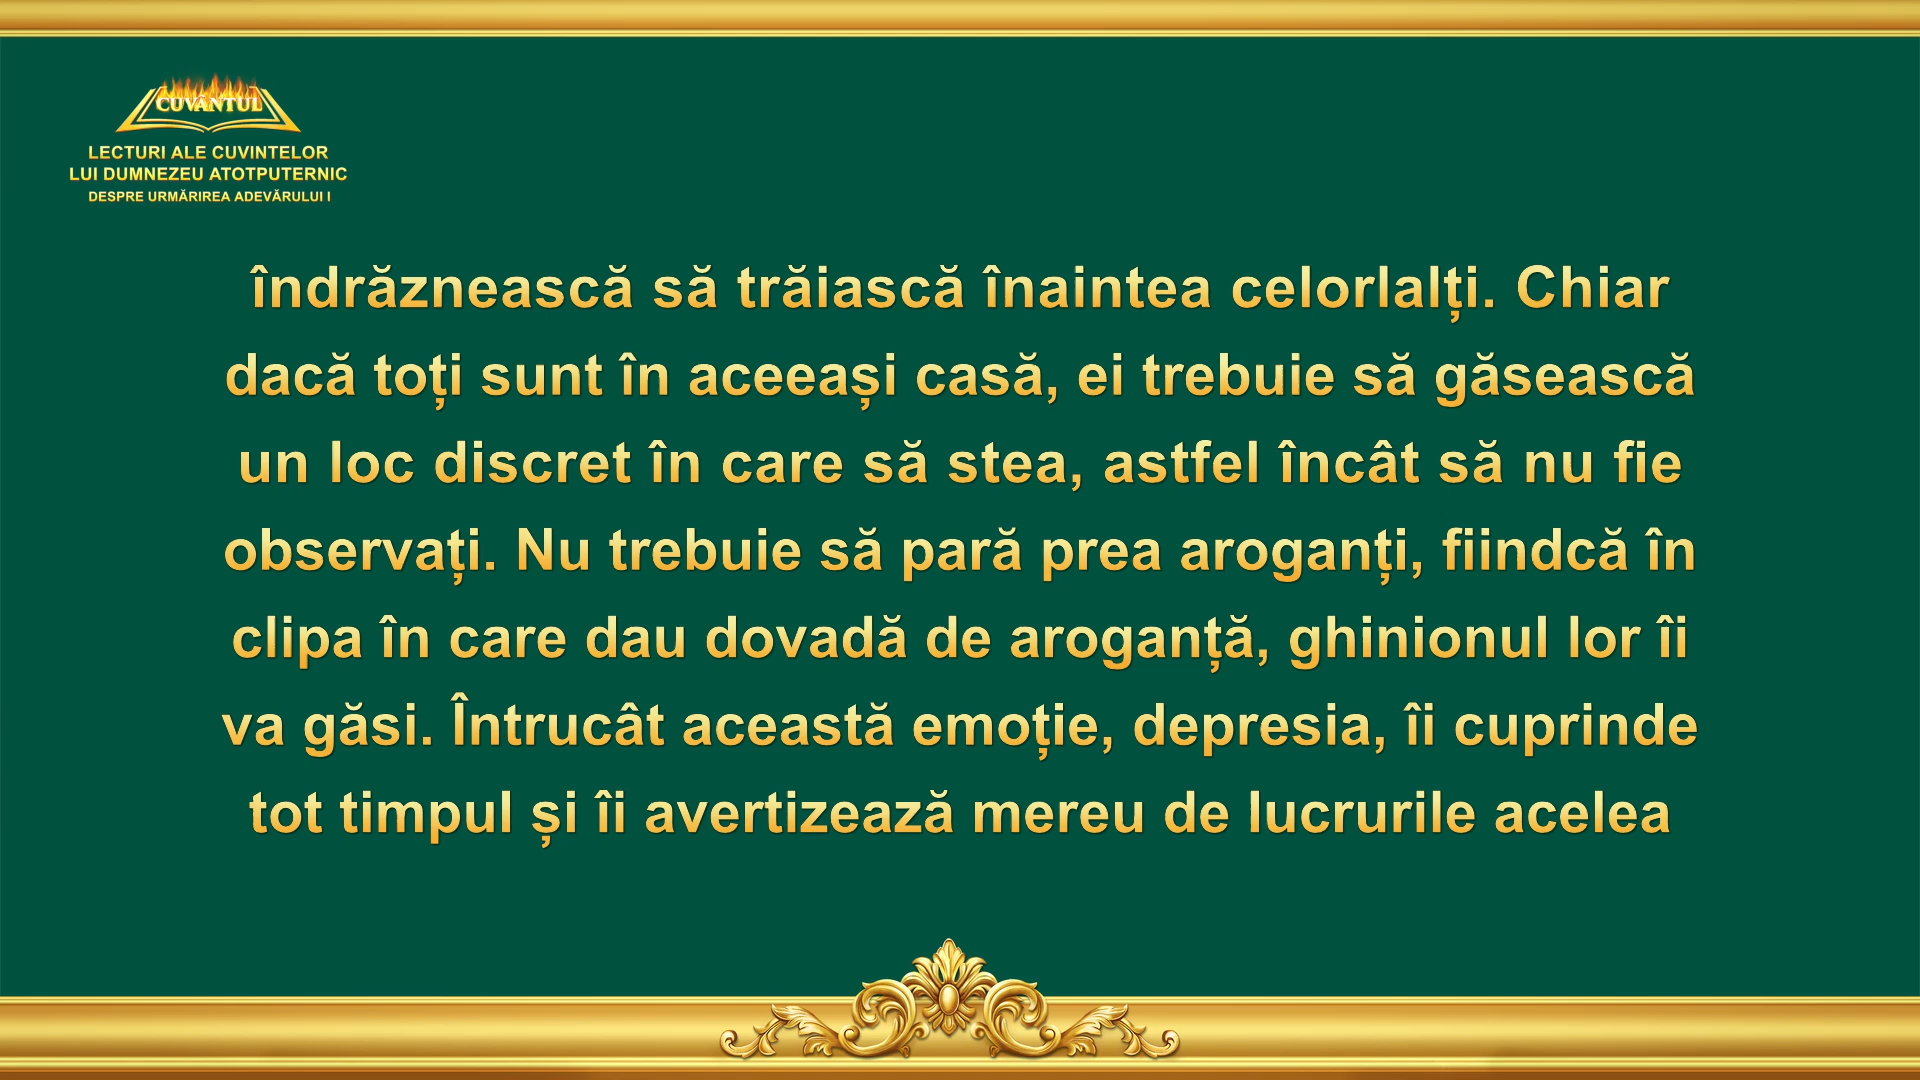 CUVÂNTUL
LECTURI ALE CUVINTELOR
LUI DUMNEZEU ATOTPUTERNIC
DESPRE URMĂRIREA ADEVĂRULUI I
îndrăznească să trăiască înaintea celorlalți. Chiar
dacă toți sunt în aceeași casă, ei trebuie să găsească
un loc discret în care să stea, astfel încât să nu fie
observați. Nu trebuie să pară prea aroganți, fiindcă în
clipa în care dau dovadă de aroganță, ghinionul lor îi
va găsi. Întrucât această emoție, depresia, îi cuprinde
tot timpul și îi avertizează mereu de lucrurile acelea